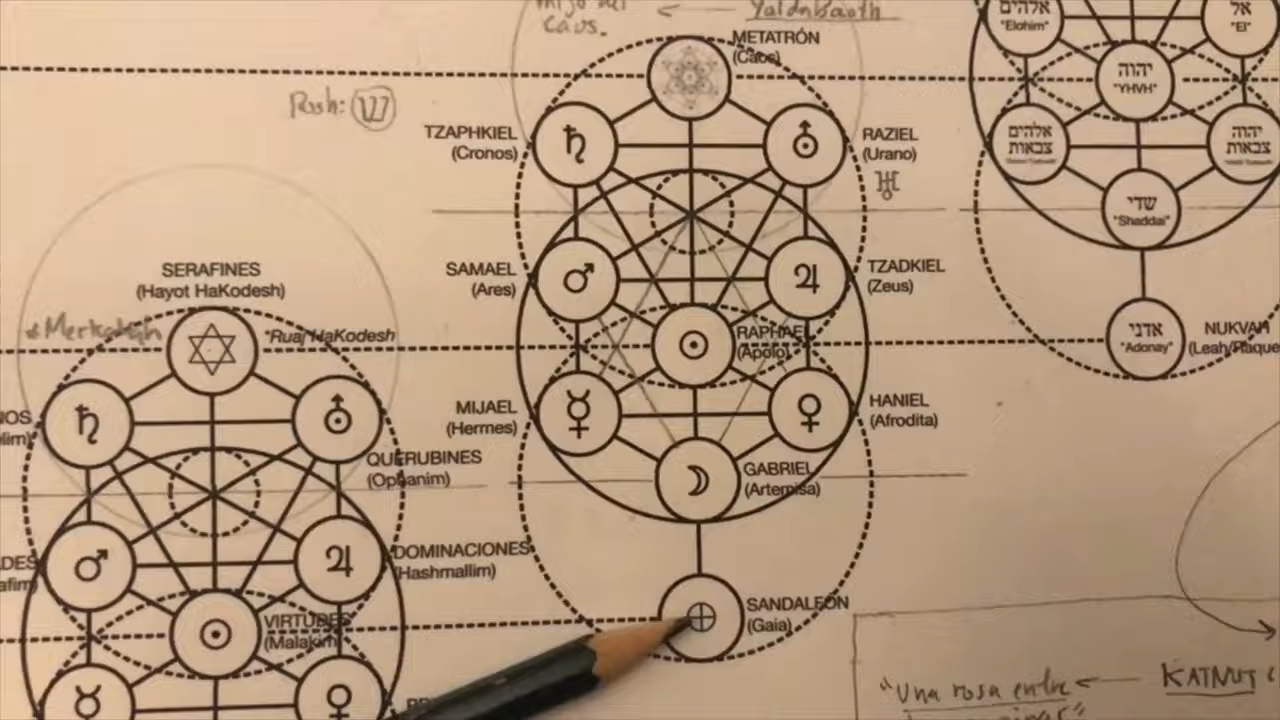 Yaldabaoth
Caos.
METATRÓN
(Caos)
Rosh: ש
TZAPHKIEL
(Cronos)
RAZIEL
(Urano)
SAMAEL
(Ares)
TZADKIEL
(Zeus)
RAPHAEL
(Apolo)
MIJAEL
(Hermes)
HANIEL
(Afrodita)
GABRIEL
(Artemisa)
SANDALEÓN
(Gaia)
SERAFINES
(Hayot HaKodesh)
*Merkabah
*Ruaj HaKodesh
QUERUBINES
(Ophanim)
DOMINACIONES
(Hashmallim)
VIRTUDES
(Malakim)
אלהים
"Elohim"
אל
"El"
יהוה
"YHVH"
אלהים
צבאות
יהוה
צבאות
שדי
"Shaddai"
אדני
"Adonay"
NUKVAH
"Una rosa entre
KATNUT